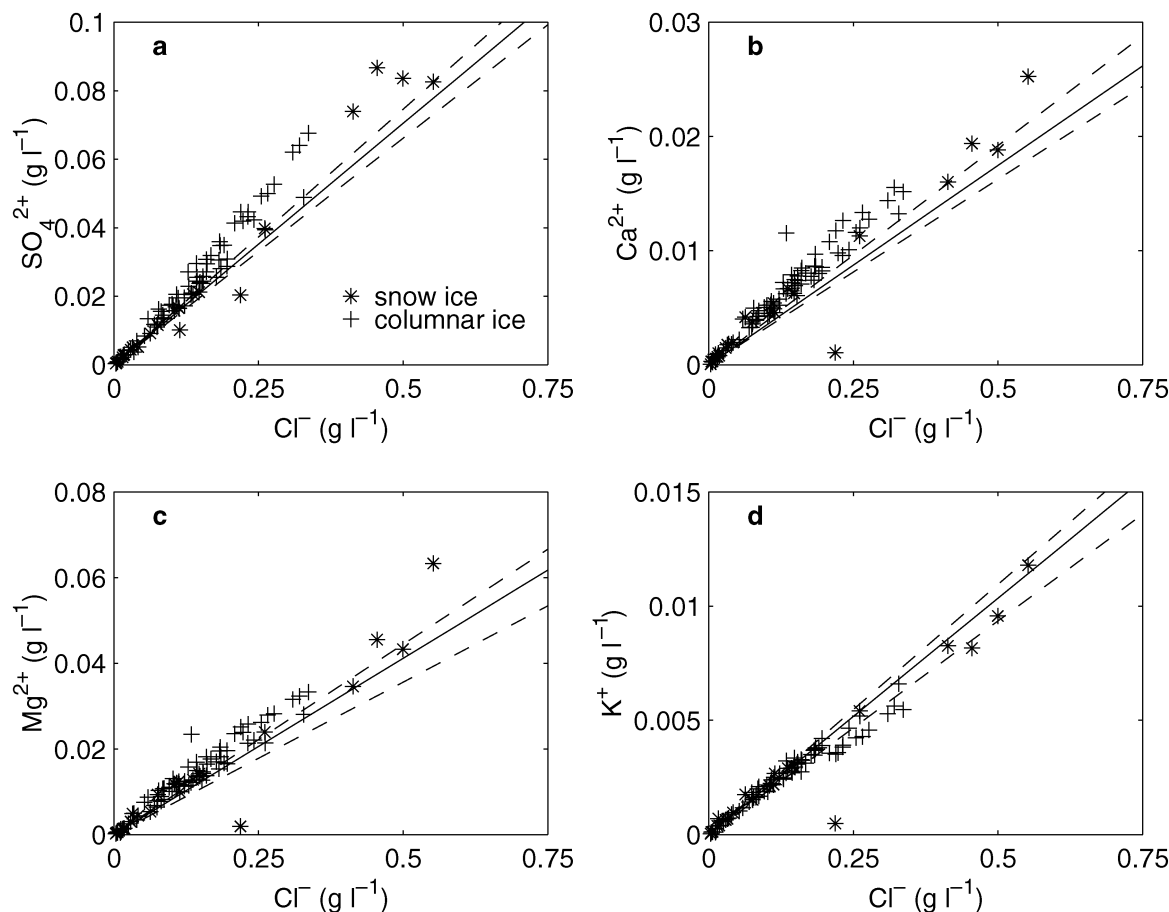 a
0.1
0.08
0.06
0.04
0.02
0
SO₄²⁺ (g l⁻¹)
✳ snow ice
+ columnar ice
0 0.25 0.5 0.75
Cl⁻ (g l⁻¹)
b
0.03
0.02
0.01
0
Ca²⁺ (g l⁻¹)
0 0.25 0.5 0.75
Cl⁻ (g l⁻¹)
c
0.08
0.06
0.04
0.02
0
Mg²⁺ (g l⁻¹)
0 0.25 0.5 0.75
Cl⁻ (g l⁻¹)
d
0.015
0.01
0.005
0
K⁺ (g l⁻¹)
0 0.25 0.5 0.75
Cl⁻ (g l⁻¹)